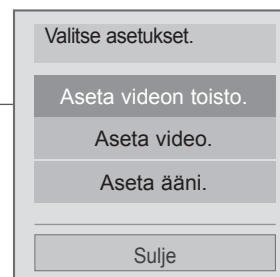 Valitse asetukset.
Aseta videon toisto.
Aseta video.
Aseta ääni.
Sulje